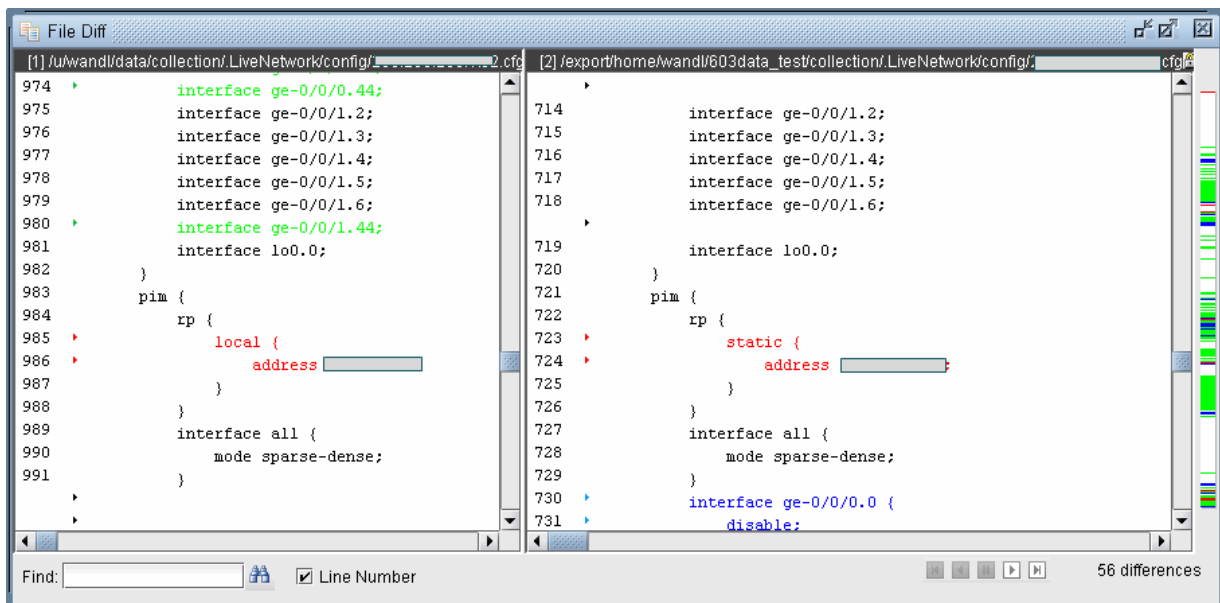 File Diff
[1] /u/wandl/data/collection/.LiveNetwork/config/ 2.cfg
[2] /export/home/wandl/603data_test/collection/.LiveNetwork/config/ cfg
974 interface ge-0/0/0.44;
975 interface ge-0/0/1.2;
976 interface ge-0/0/1.3;
977 interface ge-0/0/1.4;
978 interface ge-0/0/1.5;
979 interface ge-0/0/1.6;
980 interface ge-0/0/1.44;
981 interface lo0.0;
982 }
983 pim {
984 rp {
985 local {
986 address
987 }
988 }
989 interface all {
990 mode sparse-dense;
991 }
714 interface ge-0/0/1.2;
715 interface ge-0/0/1.3;
716 interface ge-0/0/1.4;
717 interface ge-0/0/1.5;
718 interface ge-0/0/1.6;
719 interface lo0.0;
720 }
721 pim {
722 rp {
723 static {
724 address ;
725 }
726 }
727 interface all {
728 mode sparse-dense;
729 }
730 interface ge-0/0/0.0 {
731 disable;
Find:
Line Number
56 differences